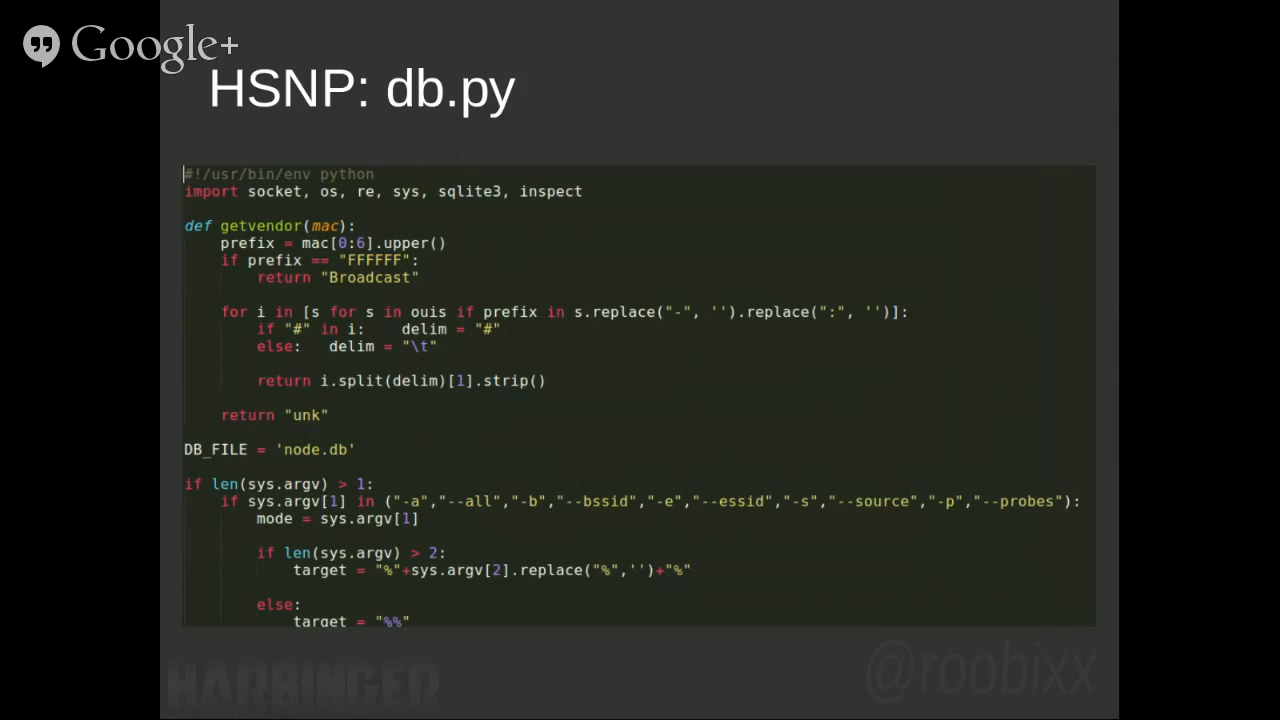 Google+
HSNP: db.py
#!/usr/bin/env python
import socket, os, re, sys, sqlite3, inspect
def getvendor(mac):
    prefix = mac[0:6].upper()
    if prefix == "FFFFFF":
        return "Broadcast"
    for i in [s for s in ouis if prefix in s.replace("-", '').replace(":", '')]:
        if "#" in i:    delim = "#"
        else:   delim = "\t"
        return i.split(delim)[1].strip()
    return "unk"
DB_FILE = 'node.db'
if len(sys.argv) > 1:
    if sys.argv[1] in ("-a","--all","-b","--bssid","-e","--essid","-s","--source","-p","--probes"):
        mode = sys.argv[1]
        if len(sys.argv) > 2:
            target = "%"+sys.argv[2].replace("%",'')+"%"
        else:
            target = "%%"
HARBINGER
@roobixx